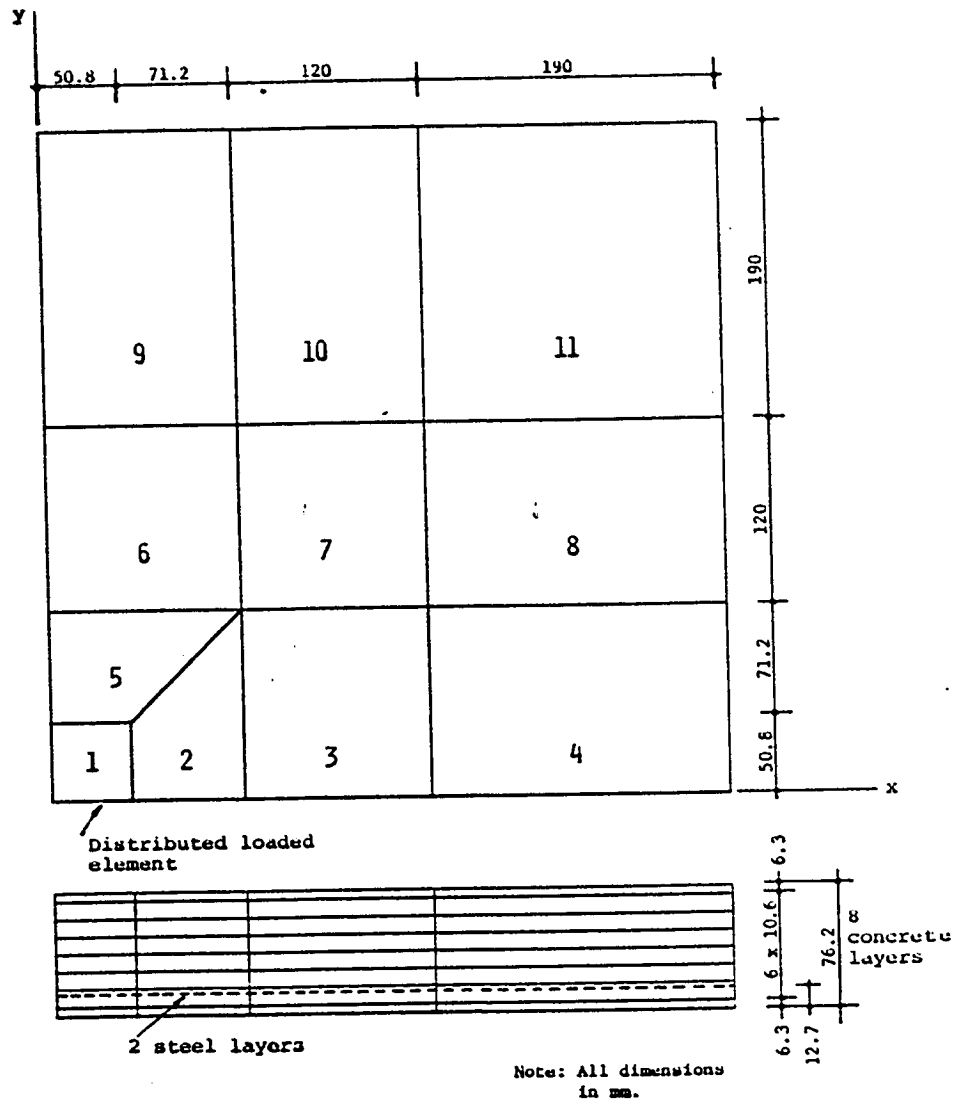 Y
50.8
71.2
120
190
190
9
10
11
120
6
7
8
71.2
5
50.8
1
2
3
4
x
Distributed loaded
element
6.3
6 x 10.6
76.2
8
concrete
layers
2 steel layers
6.3
12.7
Note: All dimensions
in mm.